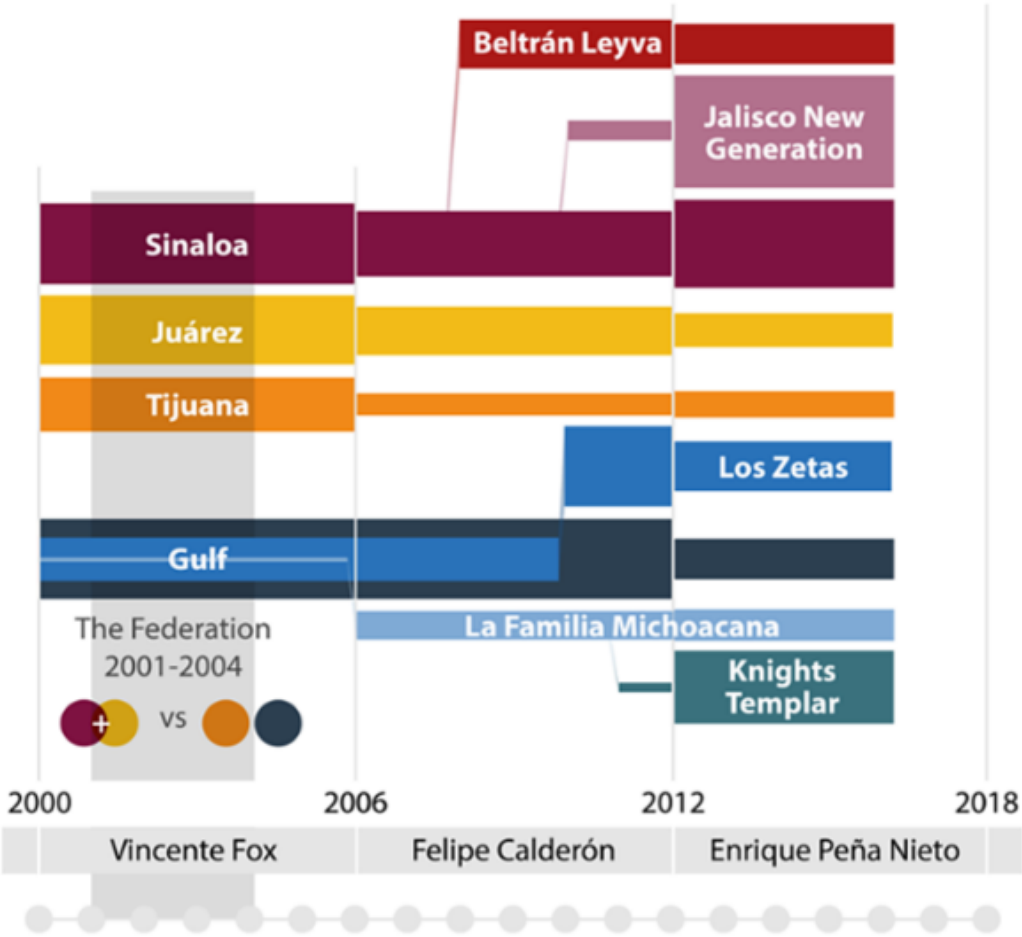 Beltrán Leyva
Jalisco New
Generation
Sinaloa
Juárez
Tijuana
Los Zetas
Gulf
The Federation
2001-2004
La Familia Michoacana
Knights
Templar
+ vs
2000 2006 2012 2018
Vincente Fox Felipe Calderón Enrique Peña Nieto